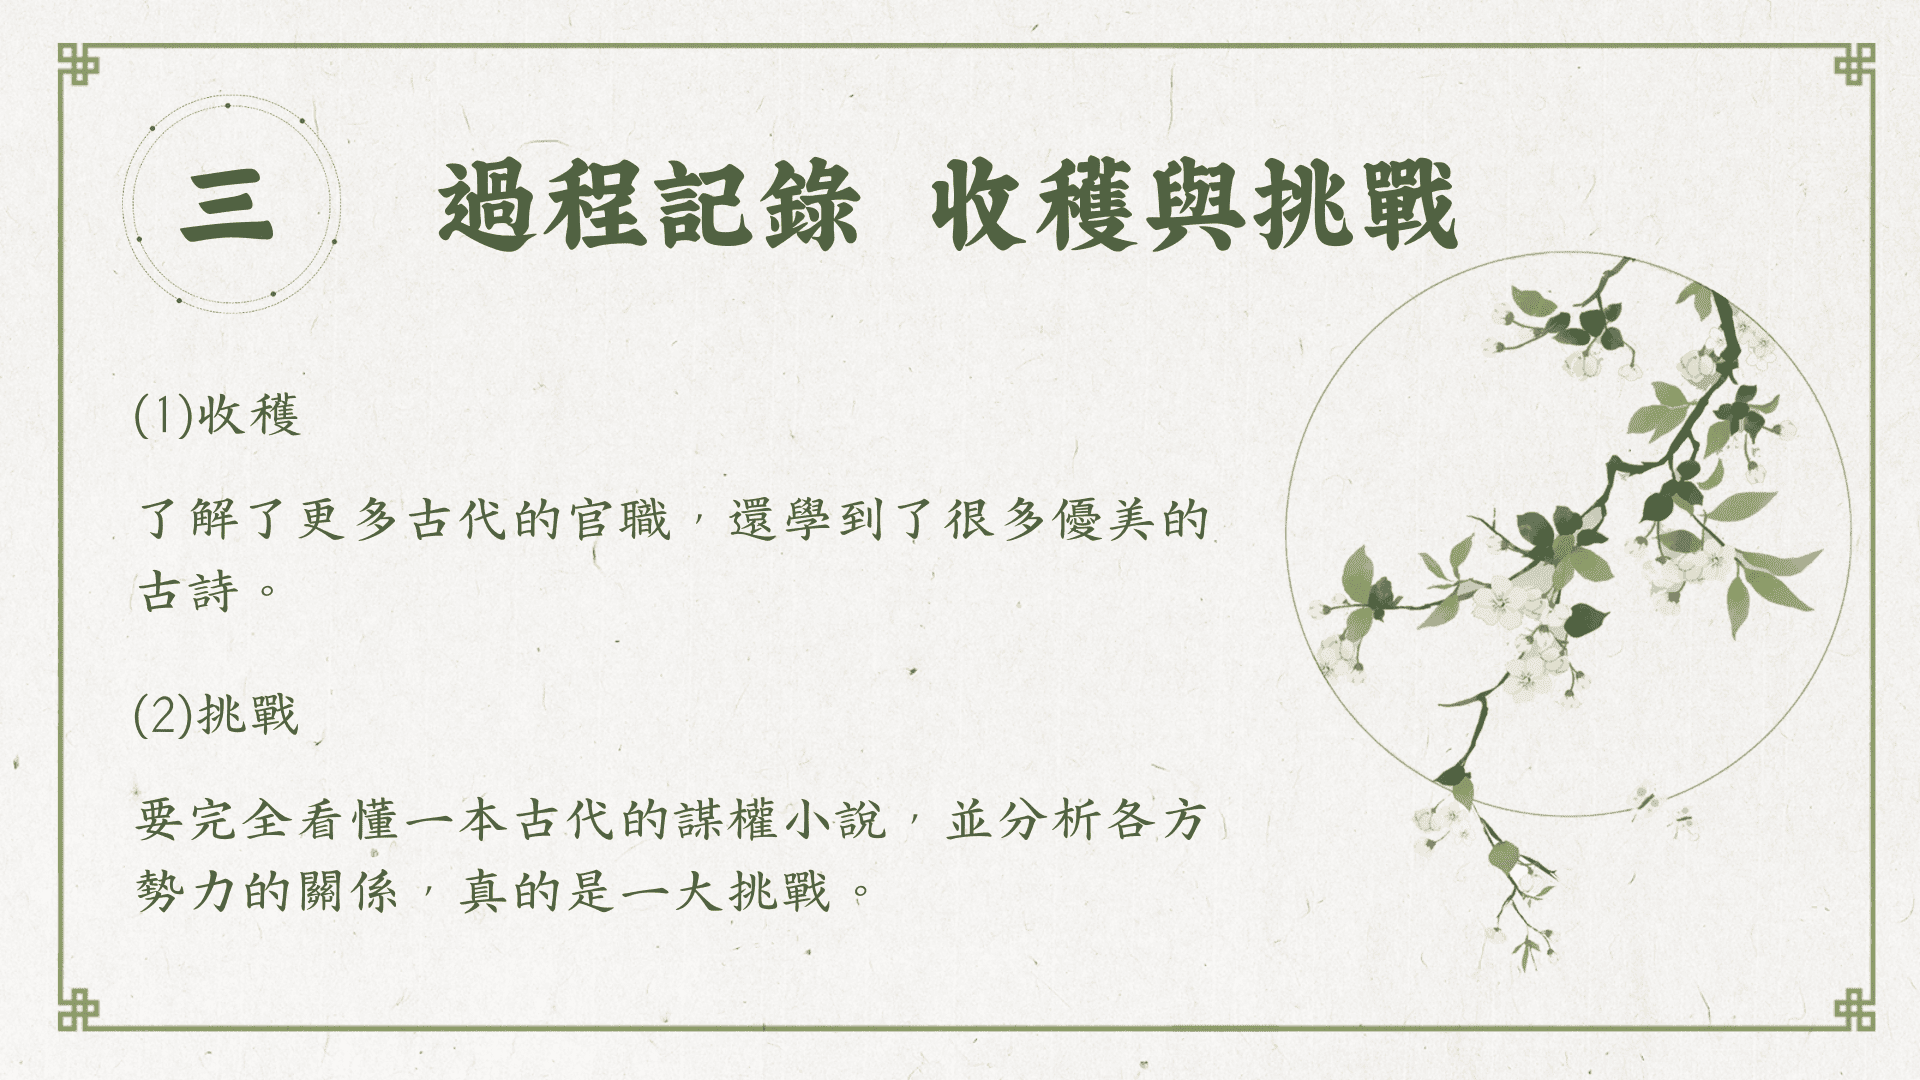 三 過程記錄 收穫與挑戰
(1)收穫
了解了更多古代的官職，還學到了很多優美的
古詩。
(2)挑戰
要完全看懂一本古代的謀權小說，並分析各方
勢力的關係，真的是一大挑戰。